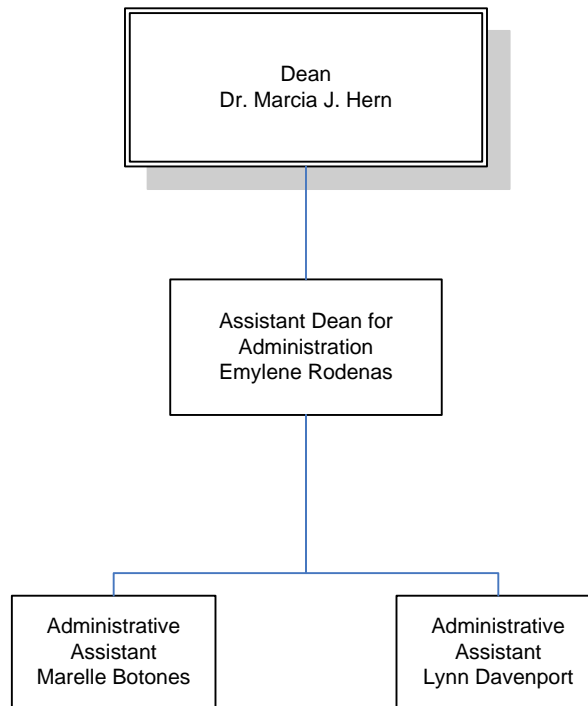 Dean
Dr. Marcia J. Hern
Assistant Dean for
Administration
Emylene Rodenas
Administrative
Assistant
Marelle Botones
Administrative
Assistant
Lynn Davenport